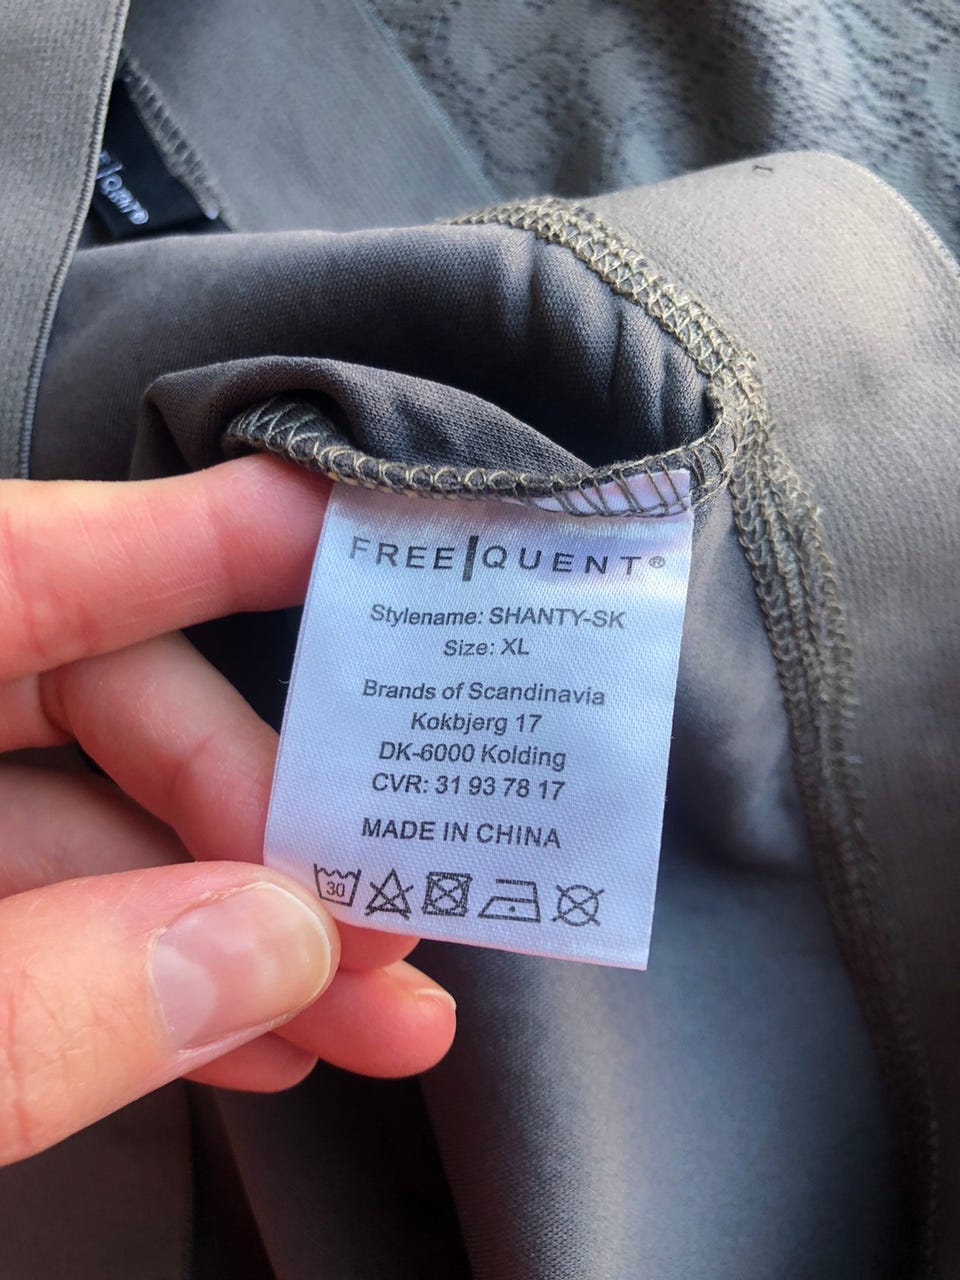 FREE|QUENT®
Stylename: SHANTY-SK
Size: XL
Brands of Scandinavia
Kokbjerg 17
DK-6000 Kolding
CVR: 31 93 78 17
MADE IN CHINA
30